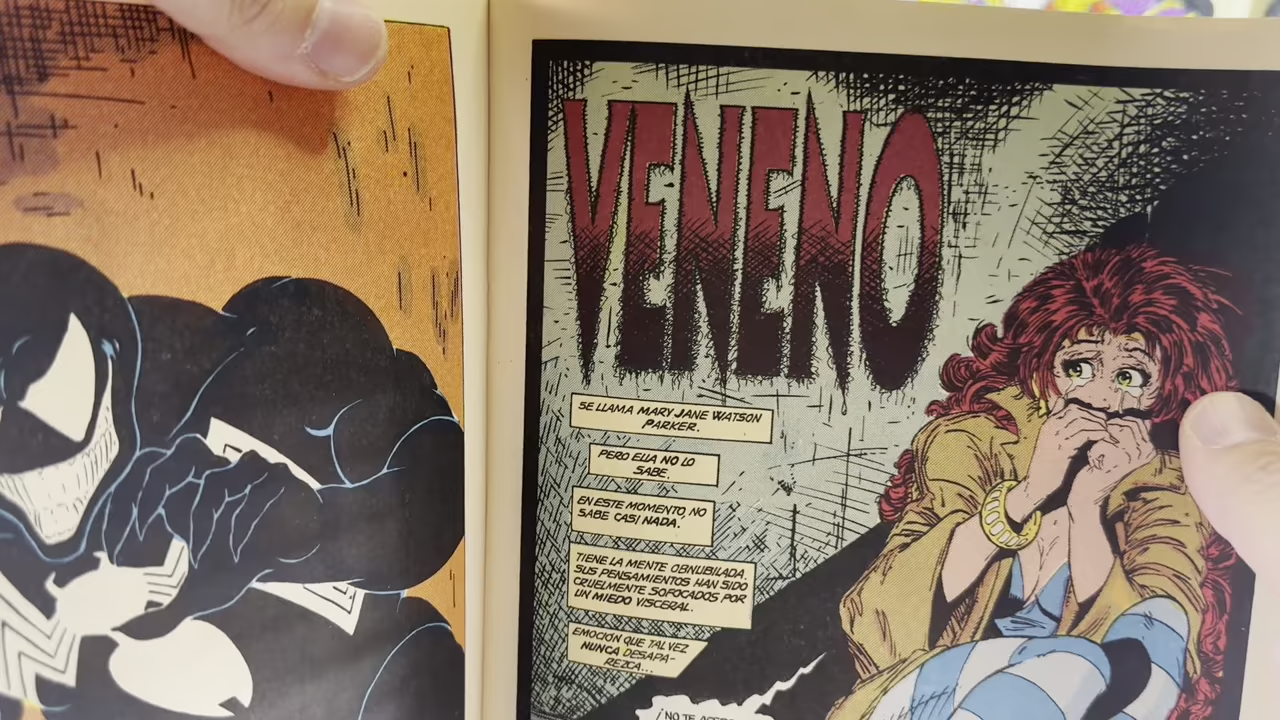 VENENO
SE LLAMA MARY JANE WATSON
PARKER.
PERO ELLA NO LO
SABE.
EN ESTE MOMENTO, NO
SABE CASI NADA.
TIENE LA MENTE OBNUBILADA,
SUS PENSAMIENTOS HAN SIDO
CRUELMENTE SOFOCADOS POR
UN MIEDO VISCERAL.
EMOCIÓN QUE TAL VEZ
NUNCA DESAPA-
REZCA...
¡NO TE